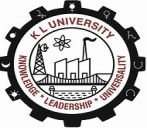 K L UNIVERSITY
KNOWLEDGE * LEADERSHIP * UNIVERSALITY